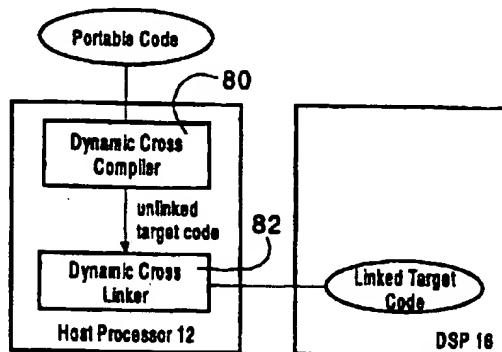 Portable Code
80
Dynamic Cross
Compiler
unlinked
target code
82
Dynamic Cross
Linker
Linked Target
Code
Host Processor 12
DSP 16